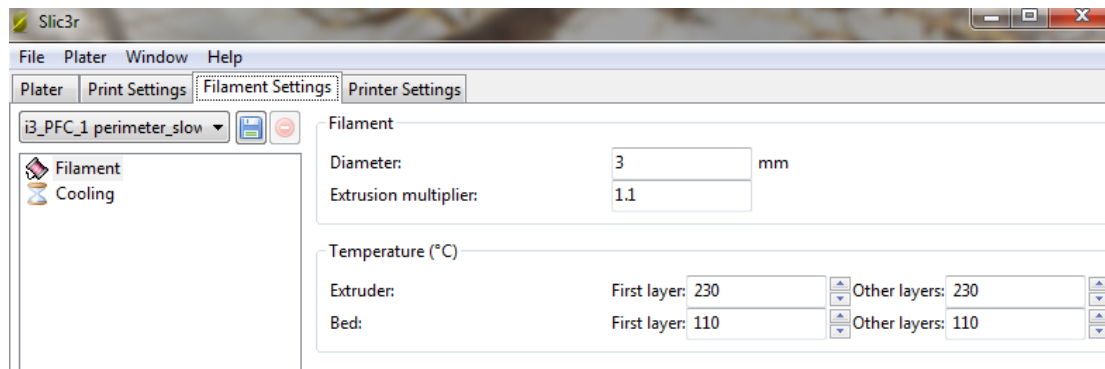 Slic3r
File Plater Window Help
Plater Print Settings Filament Settings Printer Settings
i3_PFC_1 perimeter_slow
Filament
Cooling
Filament
Diameter: 3 mm
Extrusion multiplier: 1.1
Temperature (°C)
Extruder: First layer: 230 Other layers: 230
Bed: First layer: 110 Other layers: 110